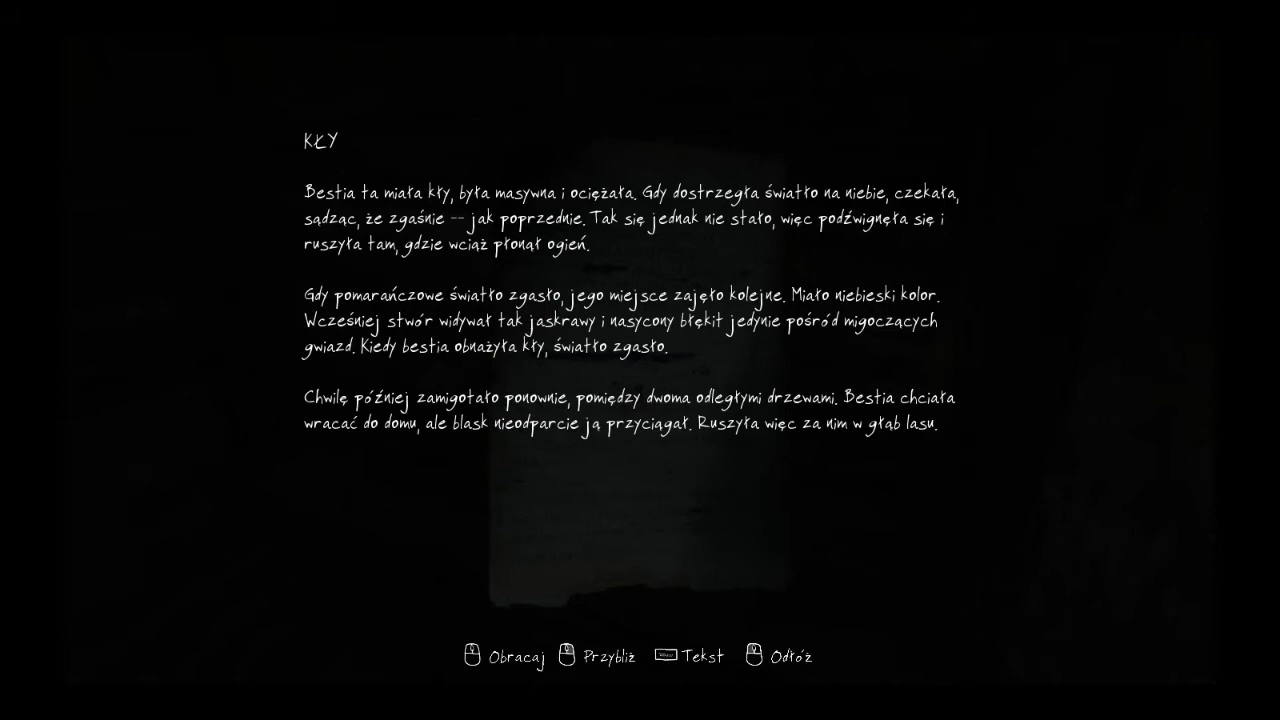 KŁY
Bestia ta miała kły, była masywna i ociężała. Gdy dostrzegła światło na niebie, czekała,
sądząc, że zgaśnie -- jak poprzednie. Tak się jednak nie stało, więc podźwignęła się i
ruszyła tam, gdzie wciąż płonął ogień.
Gdy pomarańczowe światło zgasło, jego miejsce zajęło kolejne. Miało niebieski kolor.
Wcześniej stwór widywał tak jaskrawy i nasycony błękit jedynie pośród migoczących
gwiazd. Kiedy bestia obnażyła kły, światło zgasło.
Chwilę później zamigotało ponownie, pomiędzy dwoma odległymi drzewami. Bestia chciała
wracać do domu, ale blask nieodparcie ją przyciągał. Ruszyła więc za nim w głąb lasu.
Obracaj Przybliż Tekst Odłóż